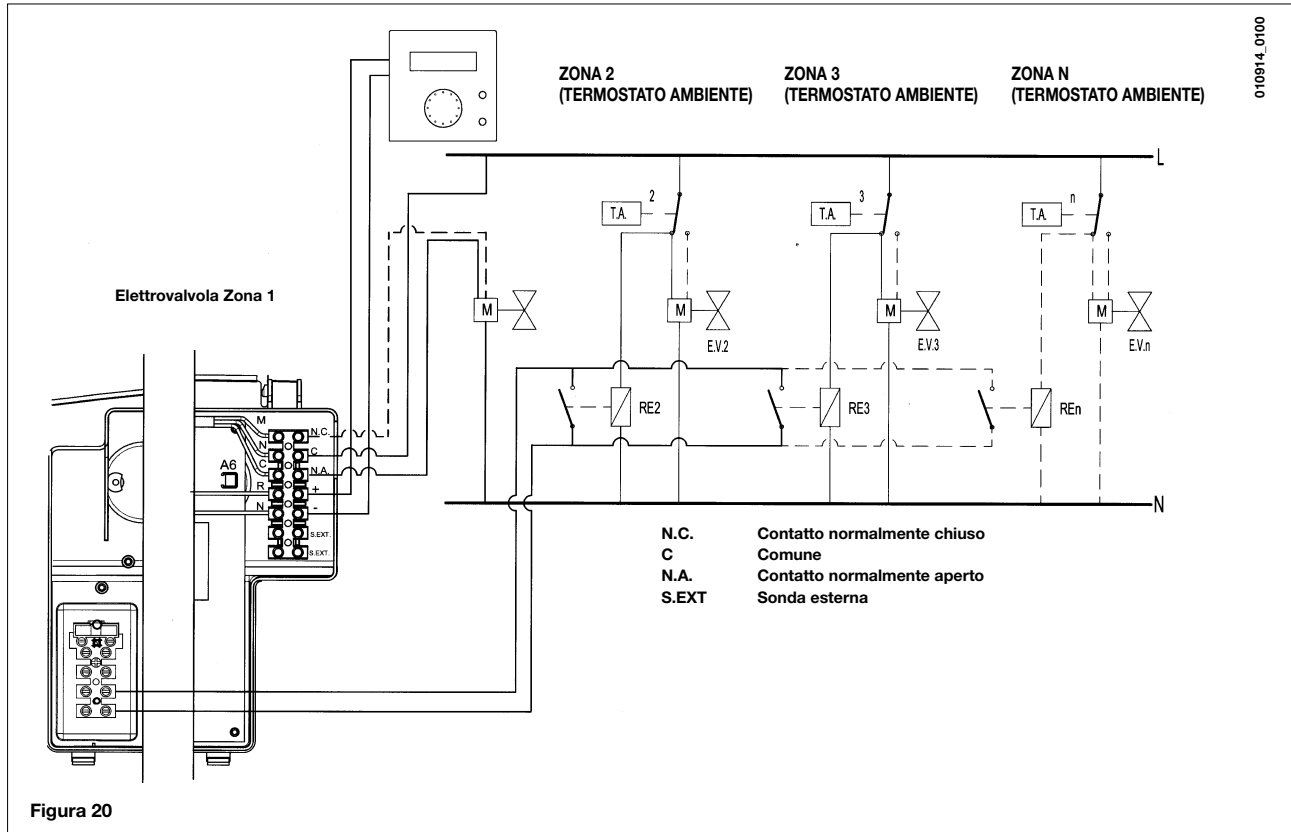 010914_0100
ZONA 2
(TERMOSTATO AMBIENTE)
ZONA 3
(TERMOSTATO AMBIENTE)
ZONA N
(TERMOSTATO AMBIENTE)
L
2
T.A.
3
T.A.
n
T.A.
Elettrovalvola Zona 1
M
M
E.V.2
M
E.V.3
M
E.V.n
RE2
RE3
REn
M
N.C.
N
C
C
N.A.
A6
R
+
N
-
S.EXT.
S.EXT.
N
N.C. Contatto normalmente chiuso
C Comune
N.A. Contatto normalmente aperto
S.EXT Sonda esterna
Figura 20